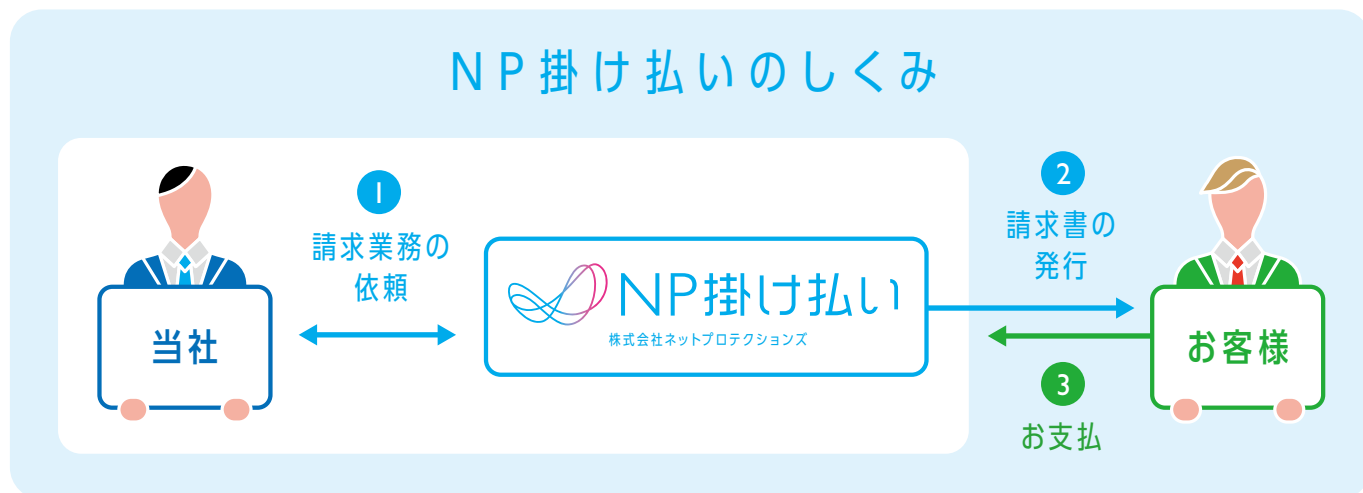 NP掛け払いのしくみ
1
請求業務の
依頼
当社
NP掛け払い
株式会社ネットプロテクションズ
2
請求書の
発行
3
お支払
お客様